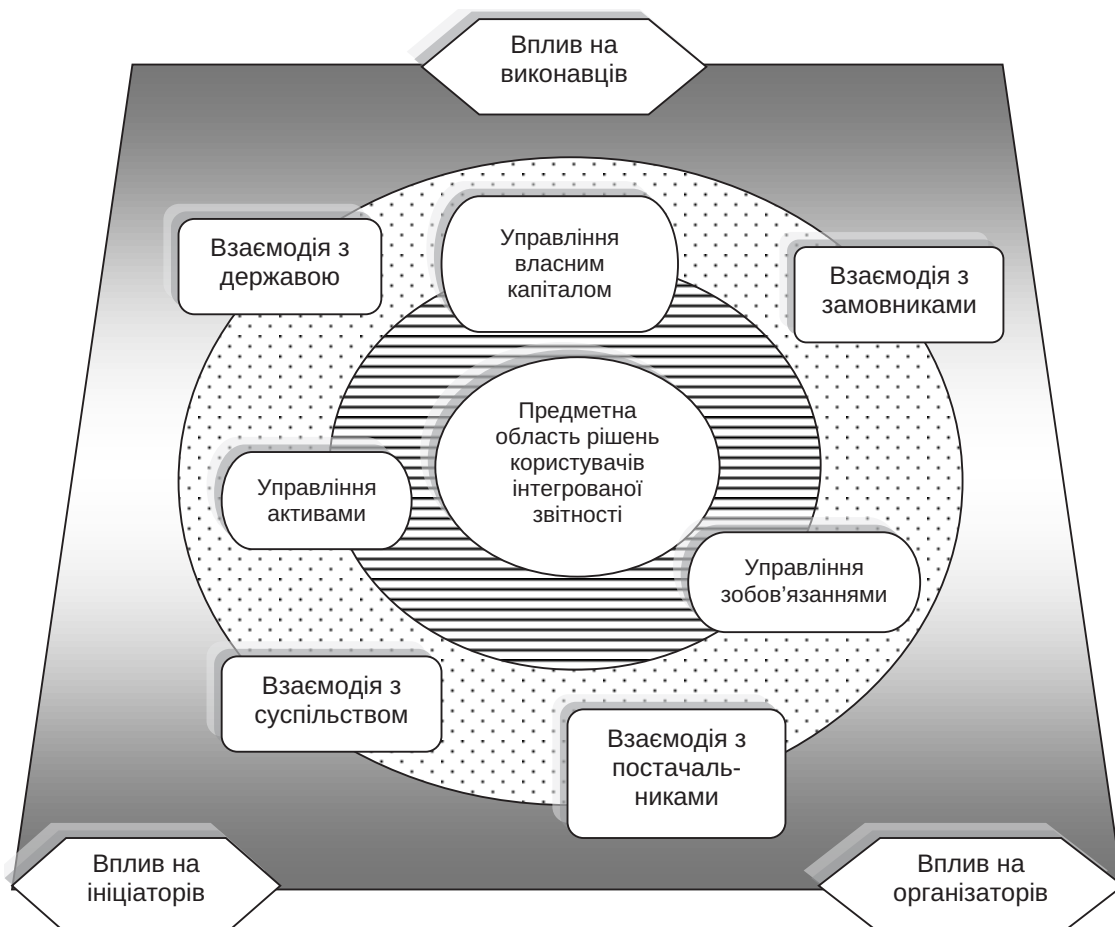 Вплив на
виконавців
Взаємодія з
державою
Управління
власним
капіталом
Взаємодія з
замовниками
Предметна
область рішень
користувачів
інтегрованої
звітності
Управління
активами
Управління
зобов’язаннями
Взаємодія з
суспільством
Взаємодія з
постачаль-
никами
Вплив на
ініціаторів
Вплив на
організаторів